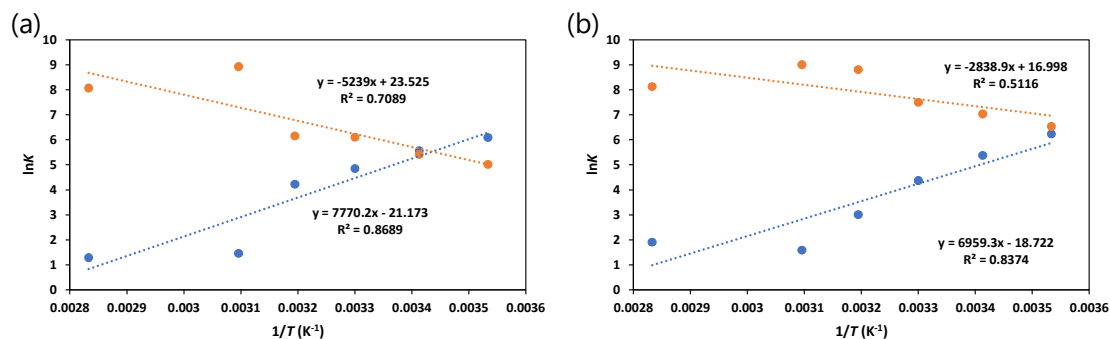 (a)
10
9
8
7
6
5
4
3
2
1
0
lnK
y = -5239x + 23.525
R² = 0.7089
y = 7770.2x - 21.173
R² = 0.8689
0.0028 0.0029 0.003 0.0031 0.0032 0.0033 0.0034 0.0035 0.0036
1/T (K⁻¹)
(b)
10
9
8
7
6
5
4
3
2
1
0
lnK
y = -2838.9x + 16.998
R² = 0.5116
y = 6959.3x - 18.722
R² = 0.8374
0.0028 0.0029 0.003 0.0031 0.0032 0.0033 0.0034 0.0035 0.0036
1/T (K⁻¹)